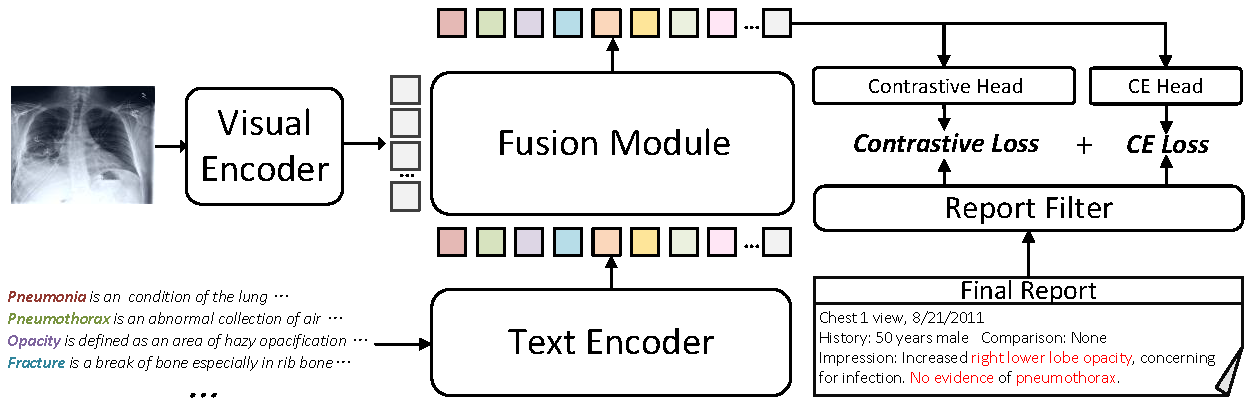 Visual
Encoder
...
Fusion Module
...
...
Pneumonia is an condition of the lung ...
Pneumothorax is an abnormal collection of air ...
Opacity is defined as an area of hazy opacification ...
Fracture is a break of bone especially in rib bone...
...
Text Encoder
Contrastive Head
CE Head
Contrastive Loss + CE Loss
Report Filter
Final Report
Chest 1 view, 8/21/2011
History: 50 years male Comparison: None
Impression: Increased right lower lobe opacity, concerning
for infection. No evidence of pneumothorax.